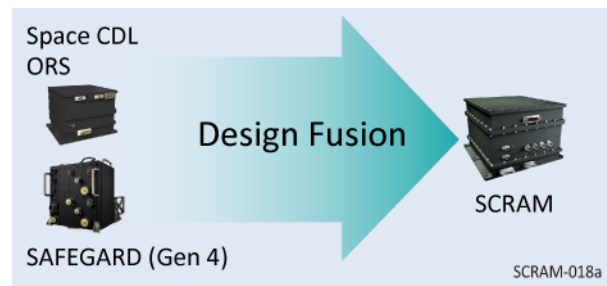 Space CDL
ORS
Design Fusion
SCRAM
SAFEGARD (Gen 4)
SCRAM-018a